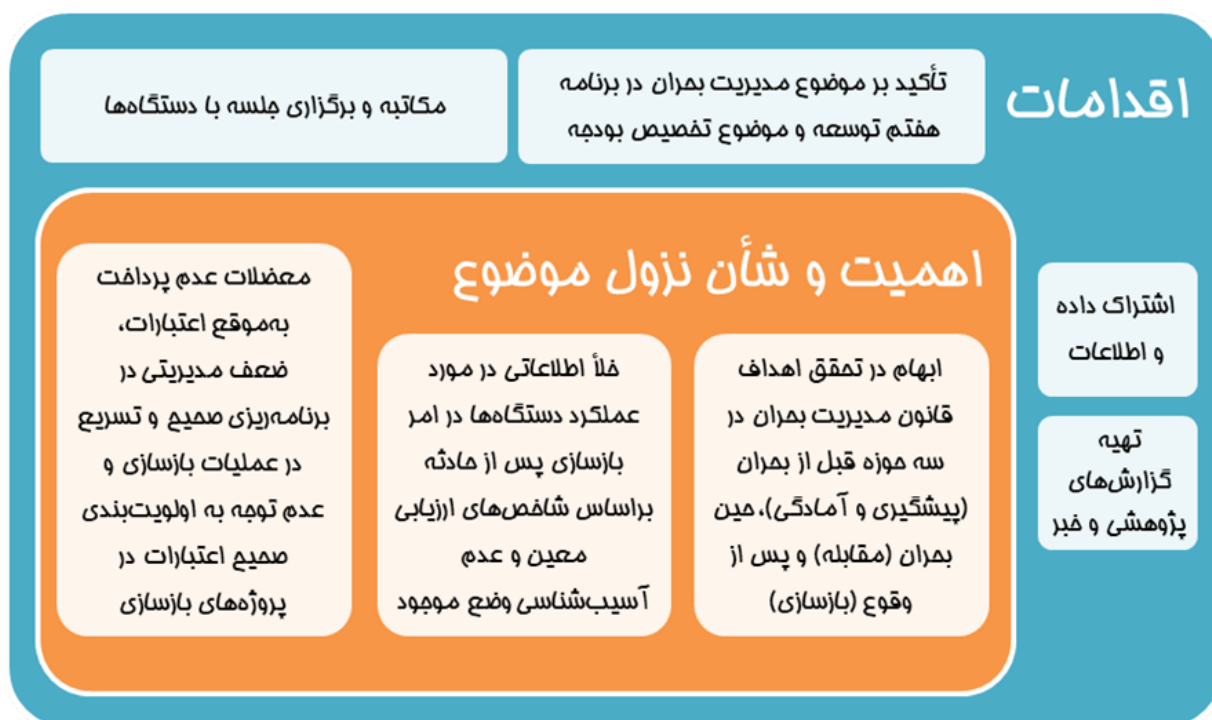 اقدامات
تأکید بر موضوع مدیریت بحران در برنامه
هفتم توسعه و موضوع تخصیص بودجه
مکاتبه و برگزاری جلسه با دستگاه‌ها
اشتراک داده
و اطلاعات
تهیه
گزارش‌های
پژوهشی و خبر
اهمیت و شأن نزول موضوع
ابهام در تحقق اهداف
قانون مدیریت بحران در
سه حوزه قبل از بحران
(پیشگیری و آمادگی)، حین
بحران (مقابله) و پس از
وقوع (بازسازی)
خلأ اطلاعاتی در مورد
عملکرد دستگاه‌ها در امر
بازسازی پس از حادثه
براساس شاخص‌های ارزیابی
معین و عدم
آسیب‌شناسی وضع موجود
معضلات عدم پرداخت
به‌موقع اعتبارات،
ضعف مدیریتی در
برنامه‌ریزی صحیح و تسریع
در عملیات بازسازی و
عدم توجه به اولویت‌بندی
صحیح اعتبارات در
پروژه‌های بازسازی